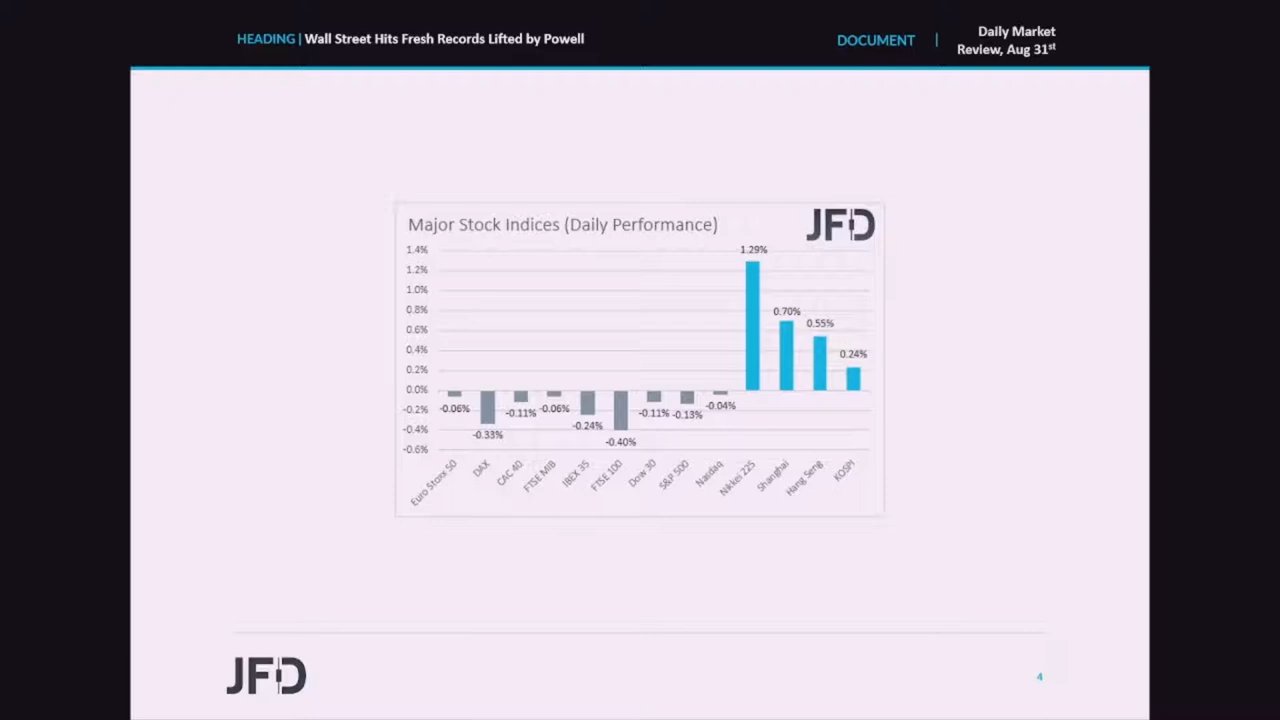 HEADING | Wall Street Hits Fresh Records Lifted by Powell
DOCUMENT |
Daily Market
Review, Aug 31st
Major Stock Indices (Daily Performance)
JFD
1.4%
1.2%
1.0%
0.8%
0.6%
0.4%
0.2%
0.0%
-0.2%
-0.4%
-0.6%
-0.06%
-0.33%
-0.11%
-0.06%
-0.24%
-0.40%
-0.11%
-0.13%
-0.04%
1.29%
0.70%
0.55%
0.24%
Euro Stoxx 50
DAX
CAC 40
FTSE MIB
IBEX 35
FTSE 100
Dow 30
S&P 500
Nasdaq
Nikkei 225
Shanghai
Hang Seng
KOSPI
JFD
4